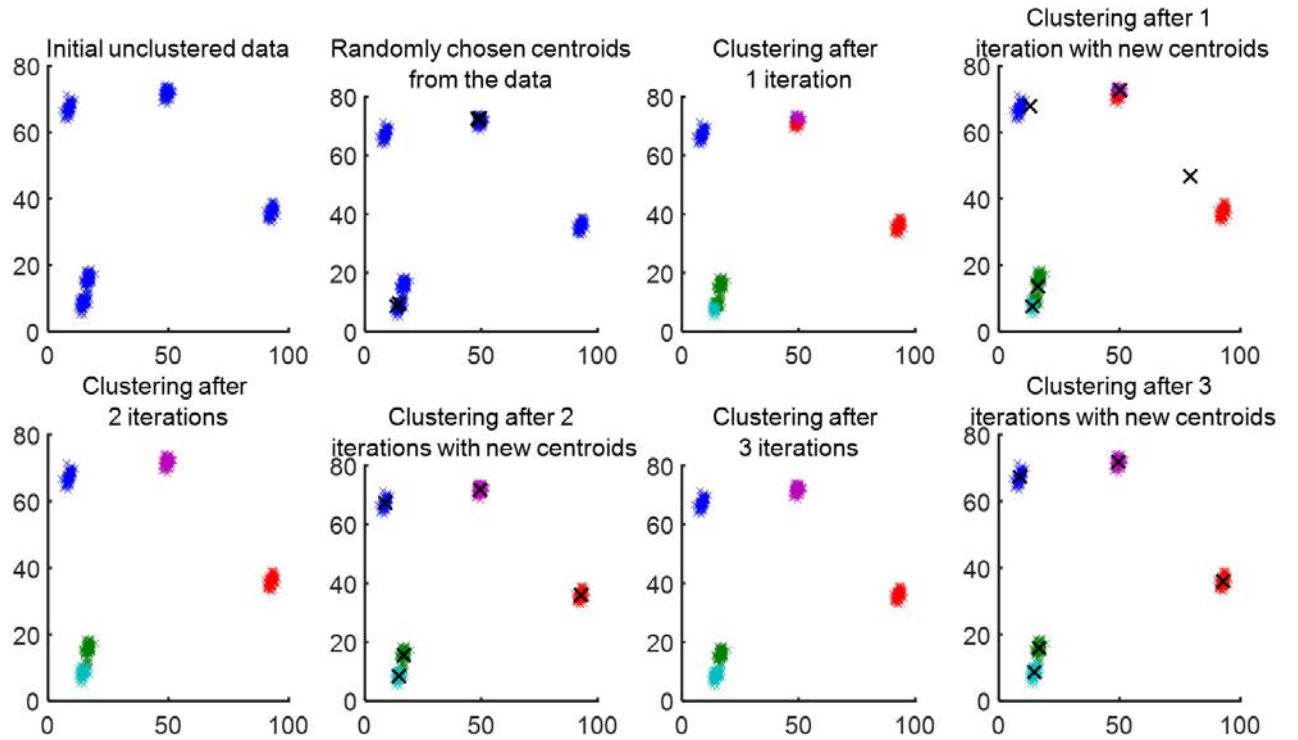 Initial unclustered data
80
60
40
20
0
0 50 100
Randomly chosen centroids
from the data
80
60
40
20
0
0 50 100
Clustering after
1 iteration
80
60
40
20
0
0 50 100
Clustering after 1
iteration with new centroids
80
60
40
20
0
0 50 100
Clustering after
2 iterations
80
60
40
20
0
0 50 100
Clustering after 2
iterations with new centroids
80
60
40
20
0
0 50 100
Clustering after
3 iterations
80
60
40
20
0
0 50 100
Clustering after 3
iterations with new centroids
80
60
40
20
0
0 50 100